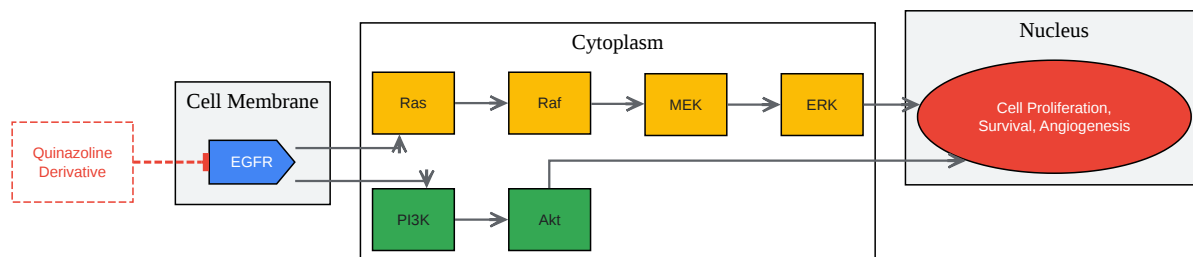 Quinazoline
Derivative
Cell Membrane
EGFR
Cytoplasm
Ras
Raf
MEK
ERK
PI3K
Akt
Nucleus
Cell Proliferation,
Survival, Angiogenesis